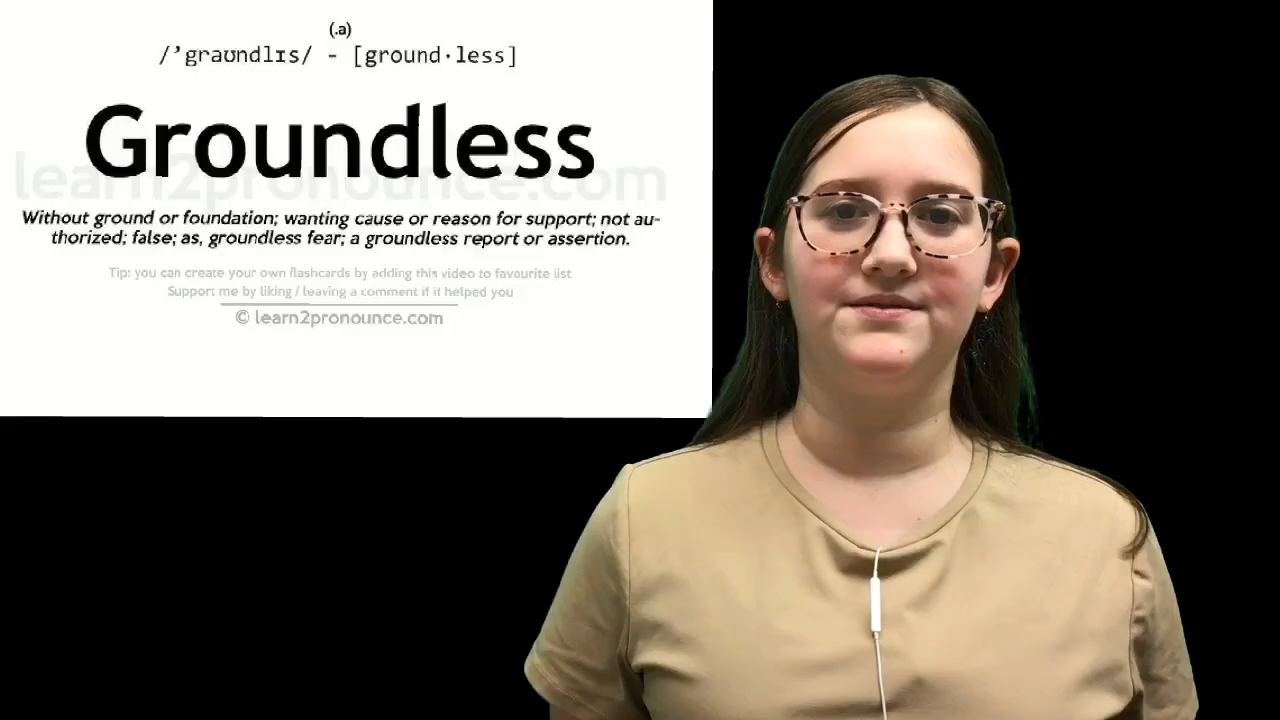 (.a)
/ˈgraʊndlɪs/ - [ground·less]
Groundless
learn2pronounce.com
Without ground or foundation; wanting cause or reason for support; not au-
thorized; false; as, groundless fear; a groundless report or assertion.
Tip: you can create your own flashcards by adding this video to favourite list
Support me by liking / leaving a comment if it helped you
© learn2pronounce.com